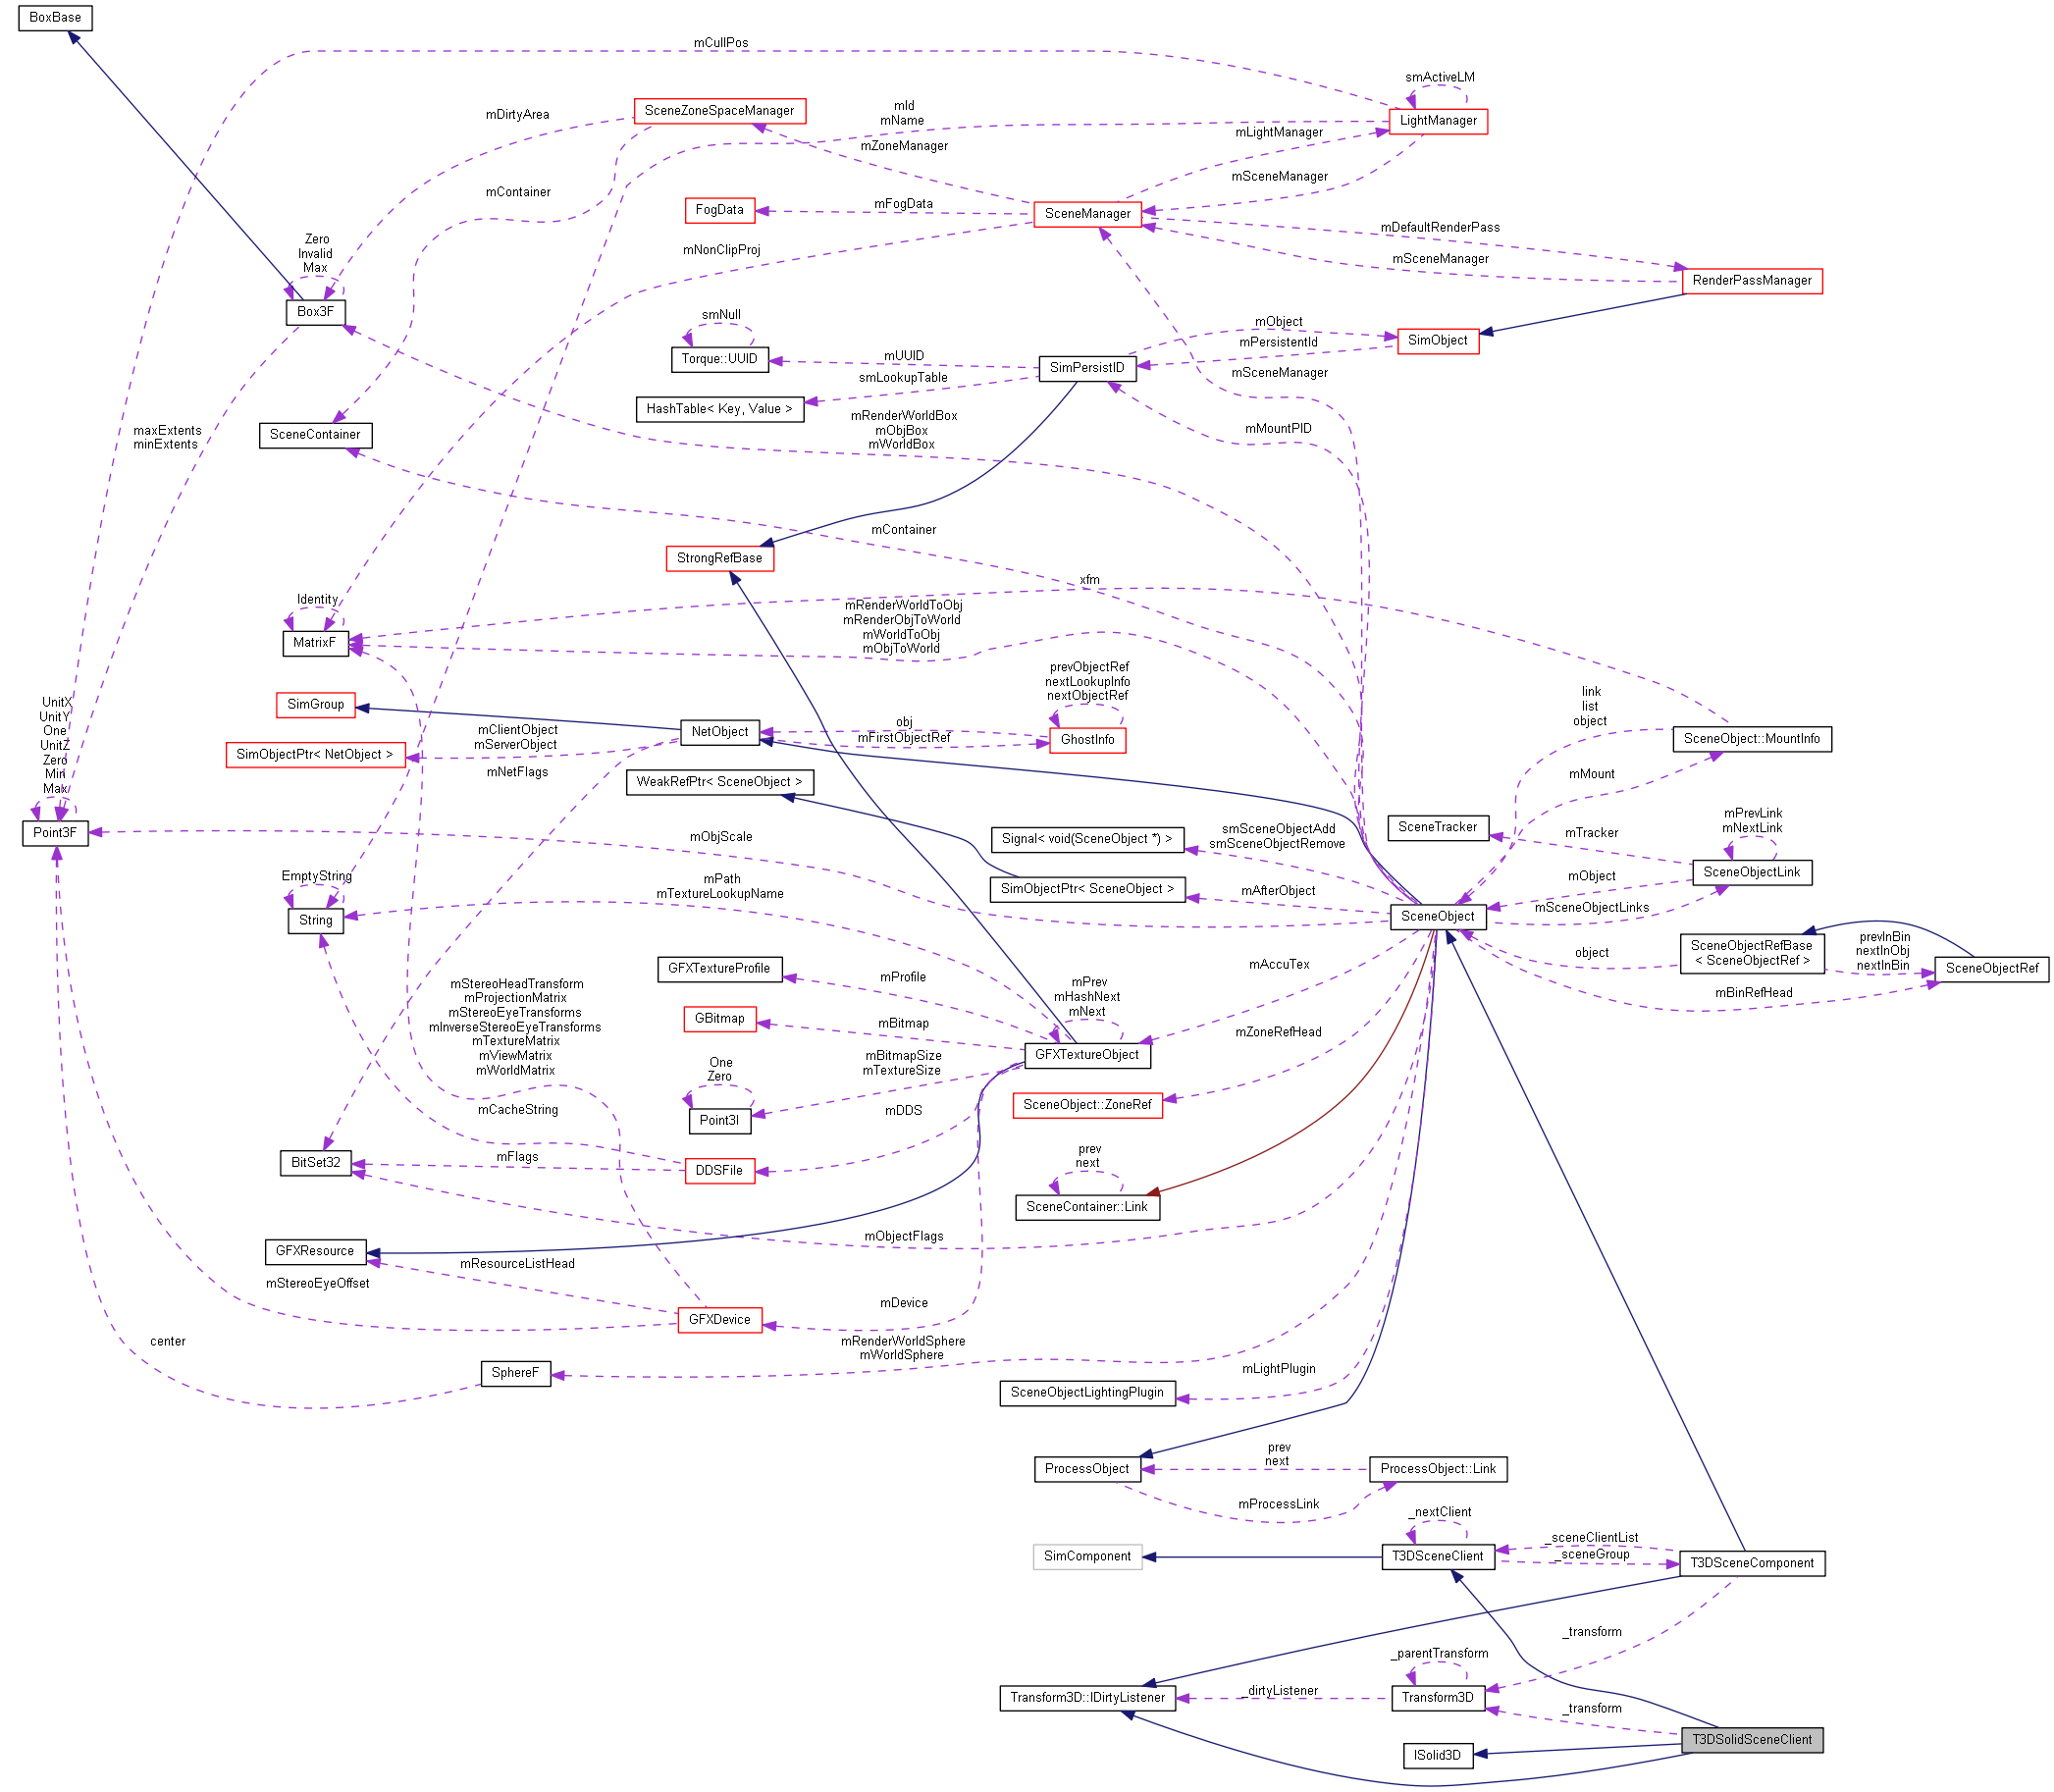 BoxBase
mCullPos
smActiveLM
SceneZoneSpaceManager
mId
mName
LightManager
mDirtyArea
mLightManager
mZoneManager
mContainer
mSceneManager
FogData
mFogData
SceneManager
mDefaultRenderPass
Zero
Invalid
Max
mNonClipProj
mSceneManager
RenderPassManager
Box3F
smNull
mObject
Torque::UUID
mUUID
SimPersistID
mPersistentId
SimObject
smLookupTable
mSceneManager
HashTable< Key, Value >
maxExtents
minExtents
SceneContainer
mRenderWorldBox
mObjBox
mWorldBox
mMountPID
mContainer
StrongRefBase
xfm
Identity
MatrixF
mRenderWorldToObj
mRenderObjToWorld
mWorldToObj
mObjToWorld
prevObjectRef
nextLookupInfo
nextObjectRef
link
list
object
UnitX
UnitY
One
UnitZ
Zero
Min
Max
SimGroup
mClientObject
mServerObject
NetObject
obj
mFirstObjectRef
GhostInfo
SceneObject::MountInfo
SimObjectPtr< NetObject >
mNetFlags
WeakRefPtr< SceneObject >
mMount
Point3F
mObjScale
Signal< void(SceneObject *) >
smSceneObjectAdd
smSceneObjectRemove
SceneTracker
mTracker
mPrevLink
mNextLink
EmptyString
mPath
mTextureLookupName
SimObjectPtr< SceneObject >
mAfterObject
mObject
SceneObjectLink
String
SceneObject
mSceneObjectLinks
GFXTextureProfile
mProfile
mPrev
mHashNext
mNext
mAccuTex
object
SceneObjectRefBase
< SceneObjectRef >
prevInBin
nextInObj
nextInBin
SceneObjectRef
mBinRefHead
mStereoHeadTransform
mProjectionMatrix
mStereoEyeTransforms
mInverseStereoEyeTransforms
mTextureMatrix
mViewMatrix
mWorldMatrix
GBitmap
mBitmap
mZoneRefHead
GFXTextureObject
One
Zero
mBitmapSize
mTextureSize
Point3I
mCacheString
mDDS
SceneObject::ZoneRef
BitSet32
mFlags
DDSFile
prev
next
SceneContainer::Link
mObjectFlags
GFXResource
mResourceListHead
mStereoEyeOffset
GFXDevice
mDevice
center
SphereF
mRenderWorldSphere
mWorldSphere
SceneObjectLightingPlugin
mLightPlugin
ProcessObject
prev
next
ProcessObject::Link
mProcessLink
_nextClient
SimComponent
T3DSceneClient
_sceneClientList
_sceneGroup
T3DSceneComponent
_transform
_parentTransform
Transform3D::IDirtyListener
_dirtyListener
Transform3D
_transform
T3DSolidSceneClient
ISolid3D